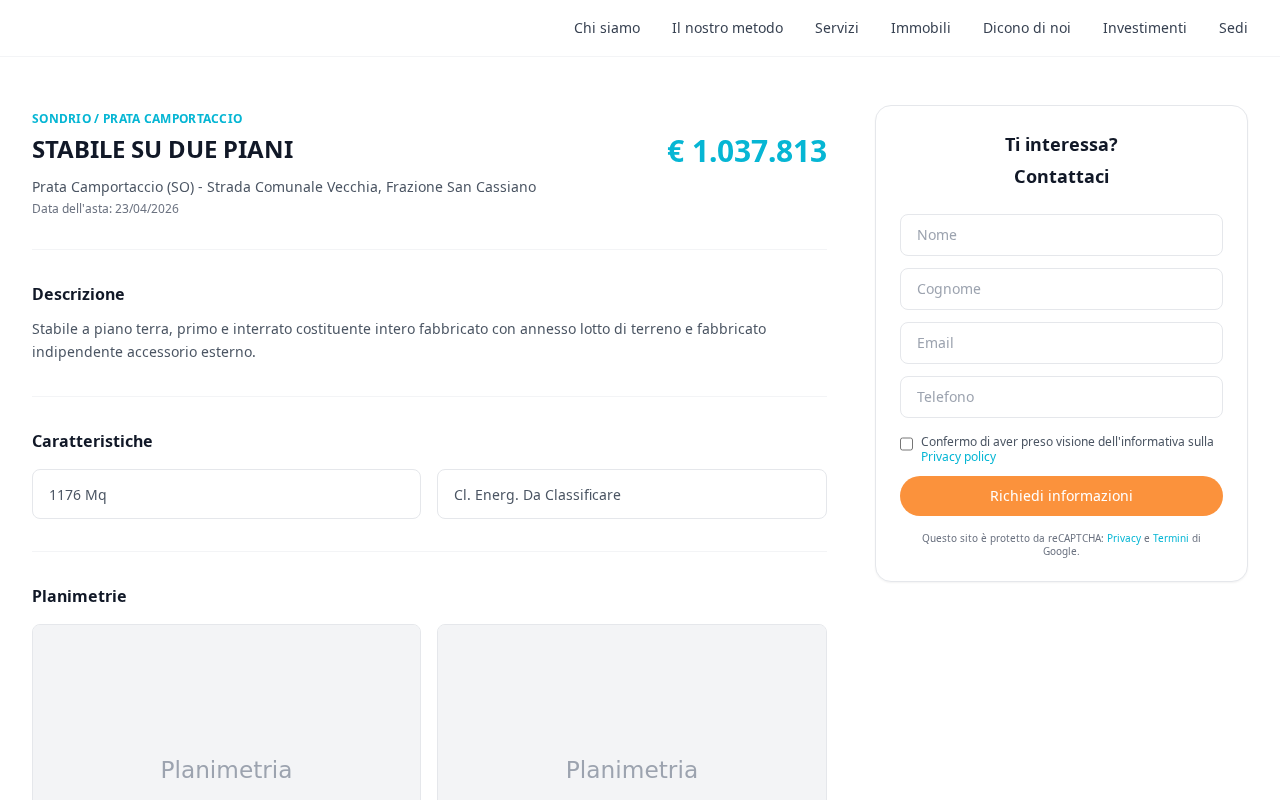 Chi siamo
Il nostro metodo
Servizi
Immobili
Dicono di noi
Investimenti
Sedi
SONDRIO / PRATA CAMPORTACCIO
STABILE SU DUE PIANI
€ 1.037.813
Prata Camportaccio (SO) - Strada Comunale Vecchia, Frazione San Cassiano
Data dell'asta: 23/04/2026
Descrizione
Stabile a piano terra, primo e interrato costituente intero fabbricato con annesso lotto di terreno e fabbricato
indipendente accessorio esterno.
Caratteristiche
1176 Mq
Cl. Energ. Da Classificare
Planimetrie
Planimetria
Planimetria
Ti interessa?
Contattaci
Nome
Cognome
Email
Telefono
Confermo di aver preso visione dell'informativa sulla
Privacy policy
Richiedi informazioni
Questo sito è protetto da reCAPTCHA: Privacy e Termini di
Google.